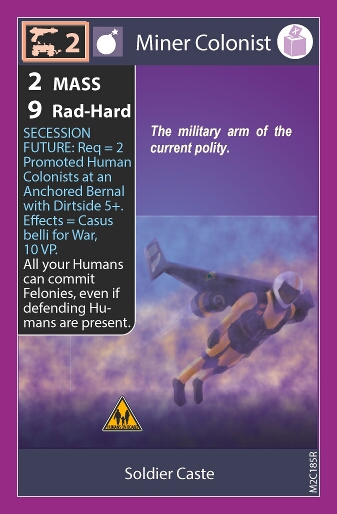 2
Miner Colonist
2 MASS
9 Rad-Hard
SECESSION
FUTURE: Req = 2
Promoted Human
Colonists at an
Anchored Bernal
with Dirtside 5+.
Effects = Casus
belli for War,
10 VP.
All your Humans
can commit
Felonies, even if
defending Hu-
mans are present.
The military arm of the
current polity.
Soldier Caste
M2C185R